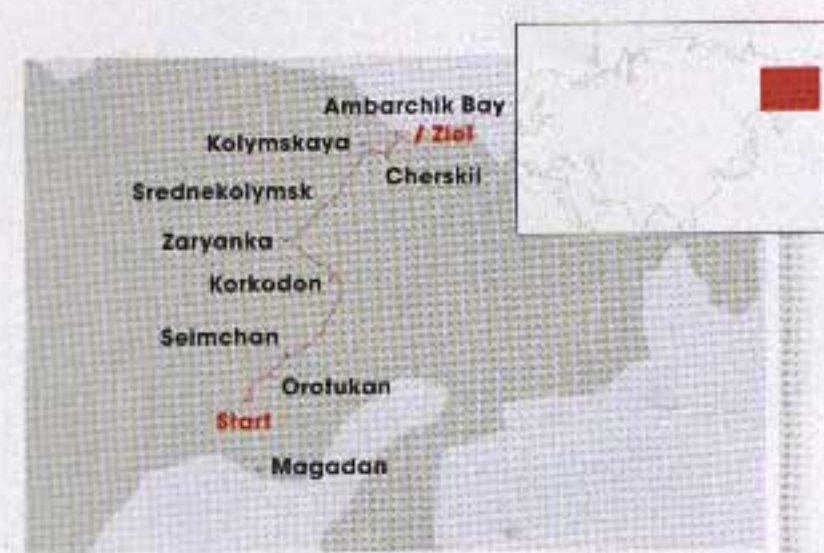 Ambarchik Bay
/ Ziel
Kolymskaya
Cherskii
Srednekolymsk
Zaryanka
Korkodon
Seimchan
Orotukan
Start
Magadan